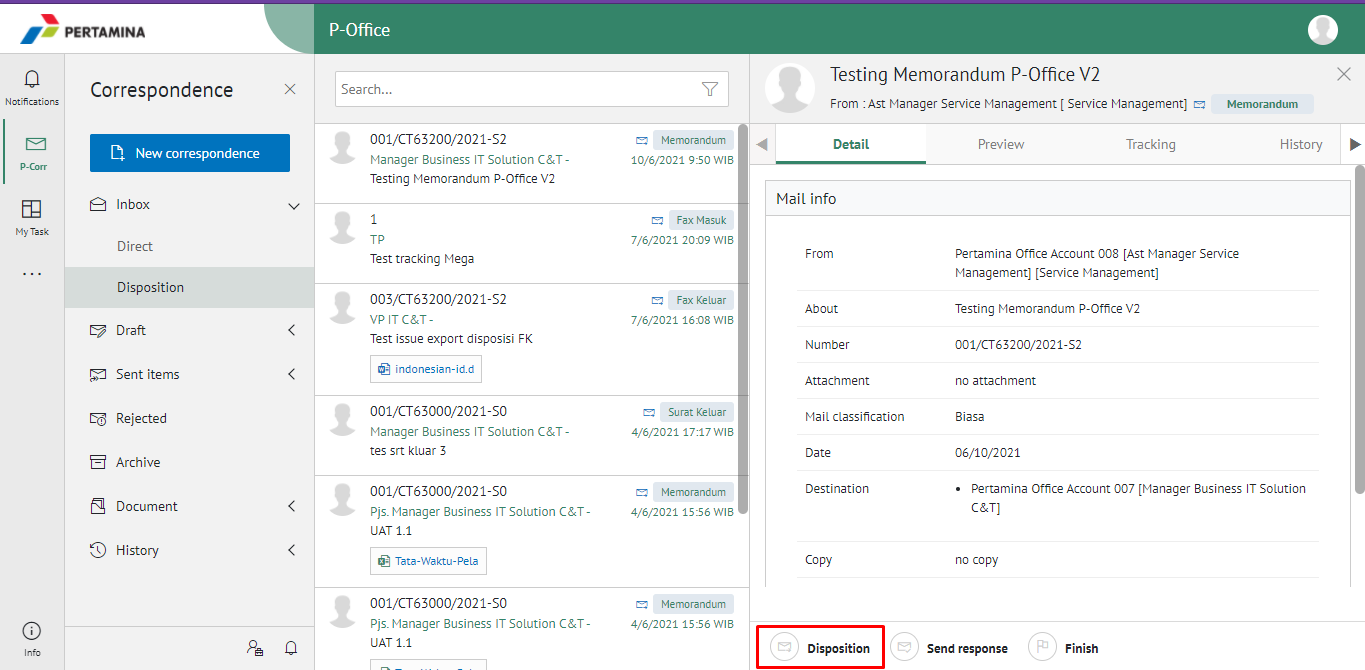 PERTAMINA
P-Office
Notifications
P-Corr
My Task
...
Info
Correspondence
New correspondence
Inbox
Direct
Disposition
Draft
Sent items
Rejected
Archive
Document
History
Search...
001/CT63200/2021-S2 Memorandum
Manager Business IT Solution C&T - 10/6/2021 9:50 WIB
Testing Memorandum P-Office V2
1 Fax Masuk
TP 7/6/2021 20:09 WIB
Test tracking Mega
003/CT63200/2021-S2 Fax Keluar
VP IT C&T - 7/6/2021 16:08 WIB
Test issue export disposisi FK
indonesian-id.d
001/CT63000/2021-S0 Surat Keluar
Manager Business IT Solution C&T - 4/6/2021 17:17 WIB
tes srt kluar 3
001/CT63000/2021-S0 Memorandum
Pjs. Manager Business IT Solution C&T - 4/6/2021 15:56 WIB
UAT 1.1
Tata-Waktu-Pela
001/CT63000/2021-S0 Memorandum
Pjs. Manager Business IT Solution C&T - 4/6/2021 15:56 WIB
UAT 1.1
Testing Memorandum P-Office V2
From : Ast Manager Service Management [ Service Management] Memorandum
Detail Preview Tracking History
Mail info
From Pertamina Office Account 008 [Ast Manager Service
Management] [Service Management]
About Testing Memorandum P-Office V2
Number 001/CT63200/2021-S2
Attachment no attachment
Mail classification Biasa
Date 06/10/2021
Destination • Pertamina Office Account 007 [Manager Business IT Solution
C&T]
Copy no copy
Disposition Send response Finish